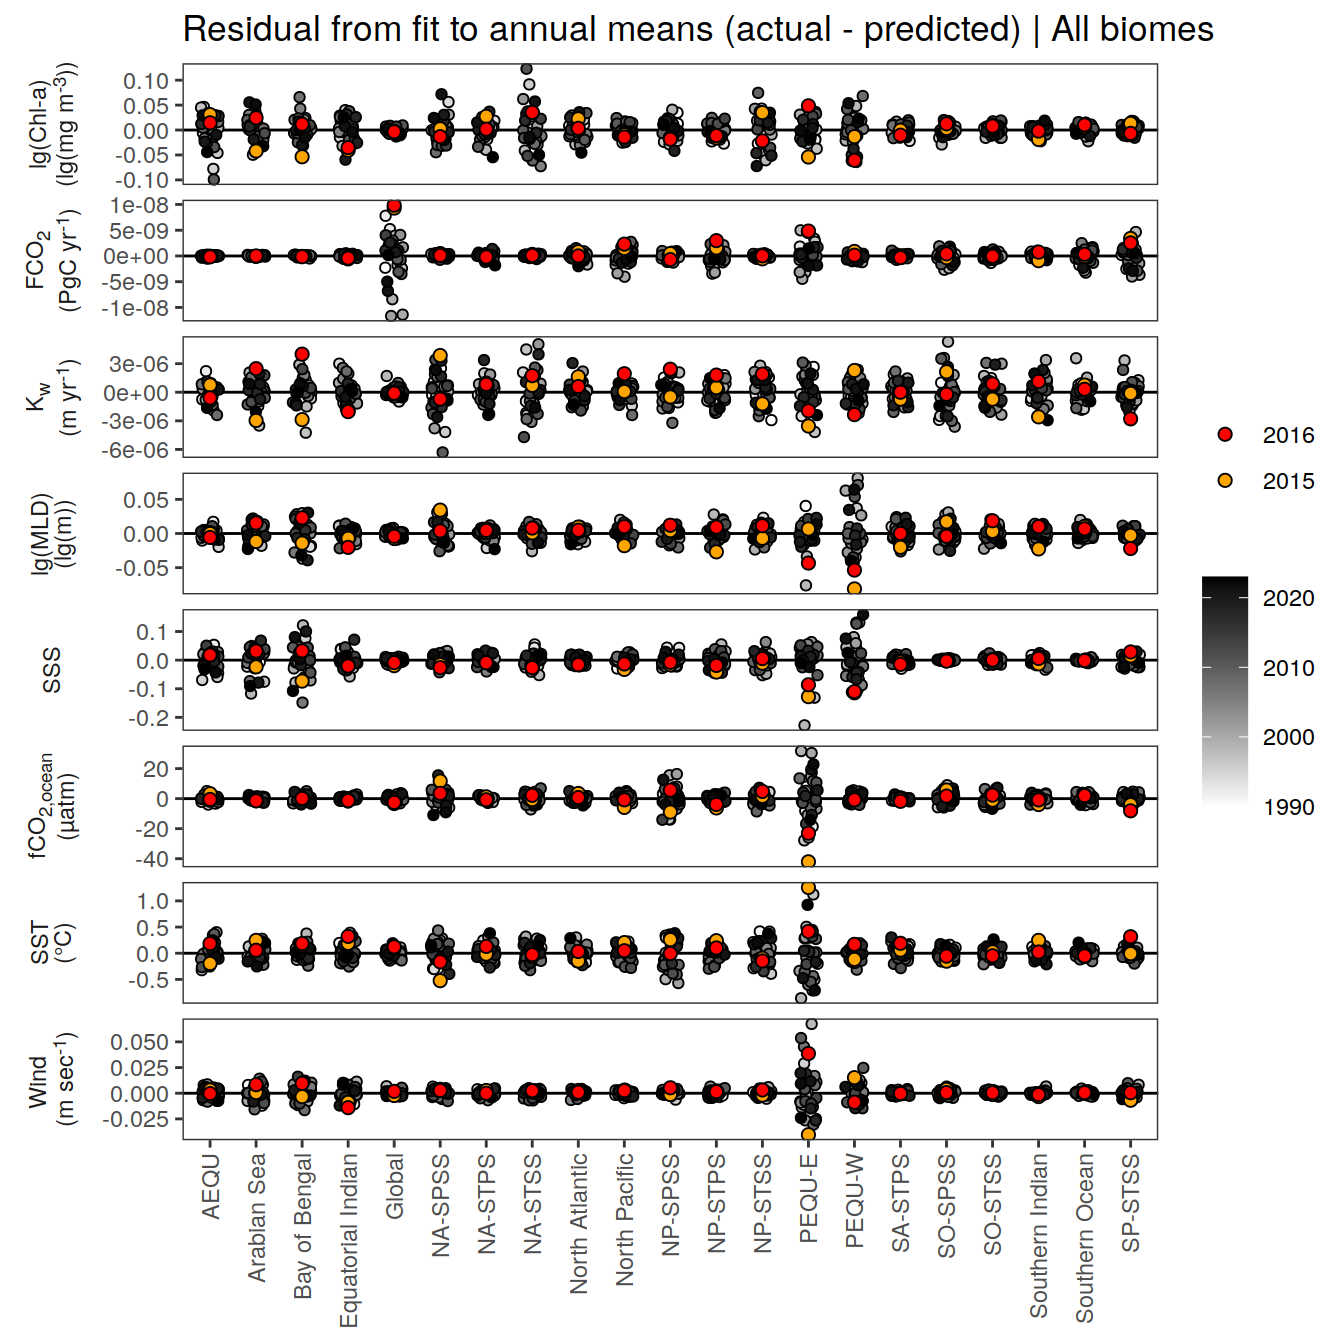 Residual from fit to annual means (actual - predicted) | All biomes
lg(Chl-a)
(lg(mg m⁻³))
0.10
0.05
0.00
-0.05
-0.10
FCO₂
(PgC yr⁻¹)
1e-08
5e-09
0e+00
-5e-09
-1e-08
K_w
(m yr⁻¹)
3e-06
0e+00
-3e-06
-6e-06
lg(MLD)
(lg(m))
0.05
0.00
-0.05
SSS
0.1
0.0
-0.1
-0.2
fCO₂,ocean
(µatm)
20
0
-20
-40
SST
(°C)
1.0
0.5
0.0
-0.5
Wind
(m sec⁻¹)
0.050
0.025
0.000
-0.025
AEQU
Arabian Sea
Bay of Bengal
Equatorial Indian
Global
NA-SPSS
NA-STPS
NA-STSS
North Atlantic
North Pacific
NP-SPSS
NP-STPS
NP-STSS
PEQU-E
PEQU-W
SA-STPS
SO-SPSS
SO-STSS
Southern Indian
Southern Ocean
SP-STSS
2016
2015
2020
2010
2000
1990